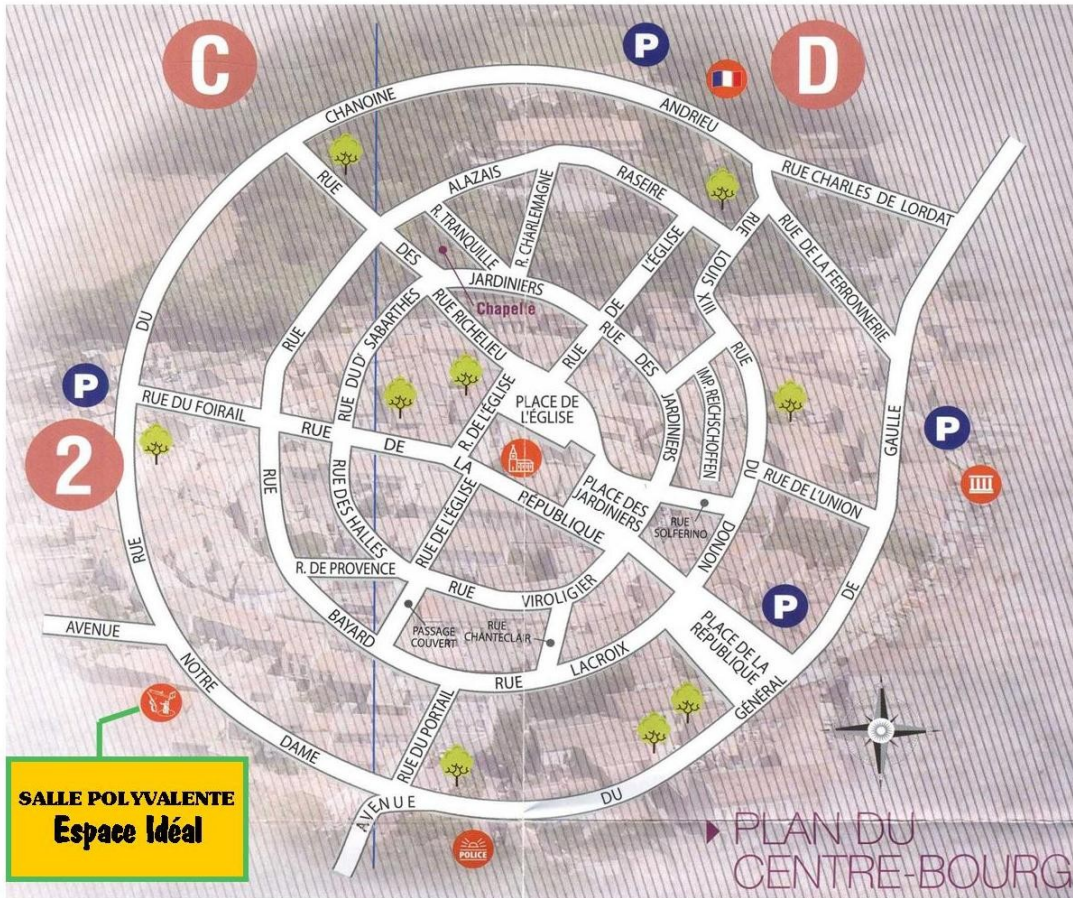 C
P
D
CHANOINE
ANDRIEU
RUE CHARLES DE LORDAT
RUE
ALAZAIS
RASEIRE
R. TRANQUILLE
R. CHARLEMAGNE
L'ÉGLISE
DE
RUE
RUE
LOUIS XIII
RUE DE LA FERRONNERIE
DES
JARDINIERS
Chapelle
RUE
DES
JARDINIERS
RUE RICHELIEU
RUE DU Dr SABARTHES
DU
RUE
P
RUE DU FOIRAIL
RUE
DE
LA
RÉPUBLIQUE
R. DE L'ÉGLISE
PLACE DE
L'ÉGLISE
IMP. REICHSCHOFFEN
RUE
DU
DONJON
GAULLE
P
2
RUE
RUE DES HALLES
RUE DE L'ÉGLISE
PLACE DES
JARDINIERS
RUE
SOLFERINO
RUE DE L'UNION
RUE
R. DE PROVENCE
RUE
VIROLIGIER
P
DE
BAYARD
PASSAGE
COUVERT
RUE
CHANTECLAIR
LACROIX
RUE
PLACE DE LA
RÉPUBLIQUE
GÉNÉRAL
AVENUE
NOTRE
DAME
RUE DU PORTAIL
AVENUE
DU
POLICE
SALLE POLYVALENTE
Espace Idéal
PLAN DU
CENTRE-BOURG